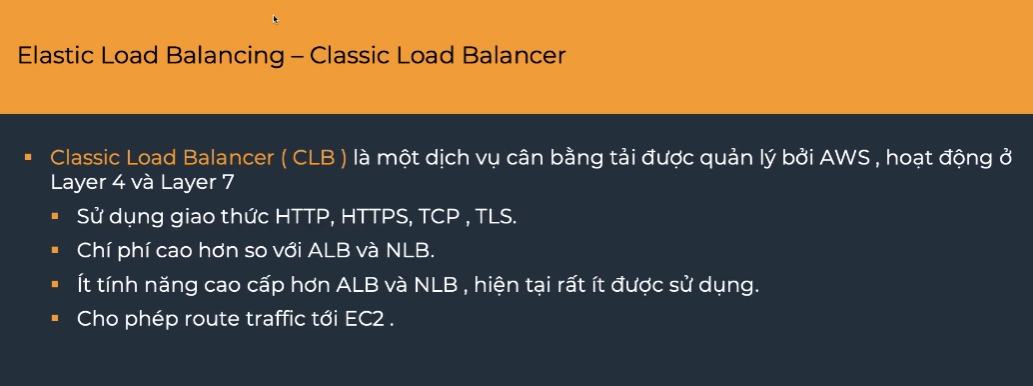 Elastic Load Balancing – Classic Load Balancer
▪ Classic Load Balancer ( CLB ) là một dịch vụ cân bằng tải được quản lý bởi AWS , hoạt động ở
Layer 4 và Layer 7
▪ Sử dụng giao thức HTTP, HTTPS, TCP , TLS.
▪ Chí phí cao hơn so với ALB và NLB.
▪ Ít tính năng cao cấp hơn ALB và NLB , hiện tại rất ít được sử dụng.
▪ Cho phép route traffic tới EC2 .